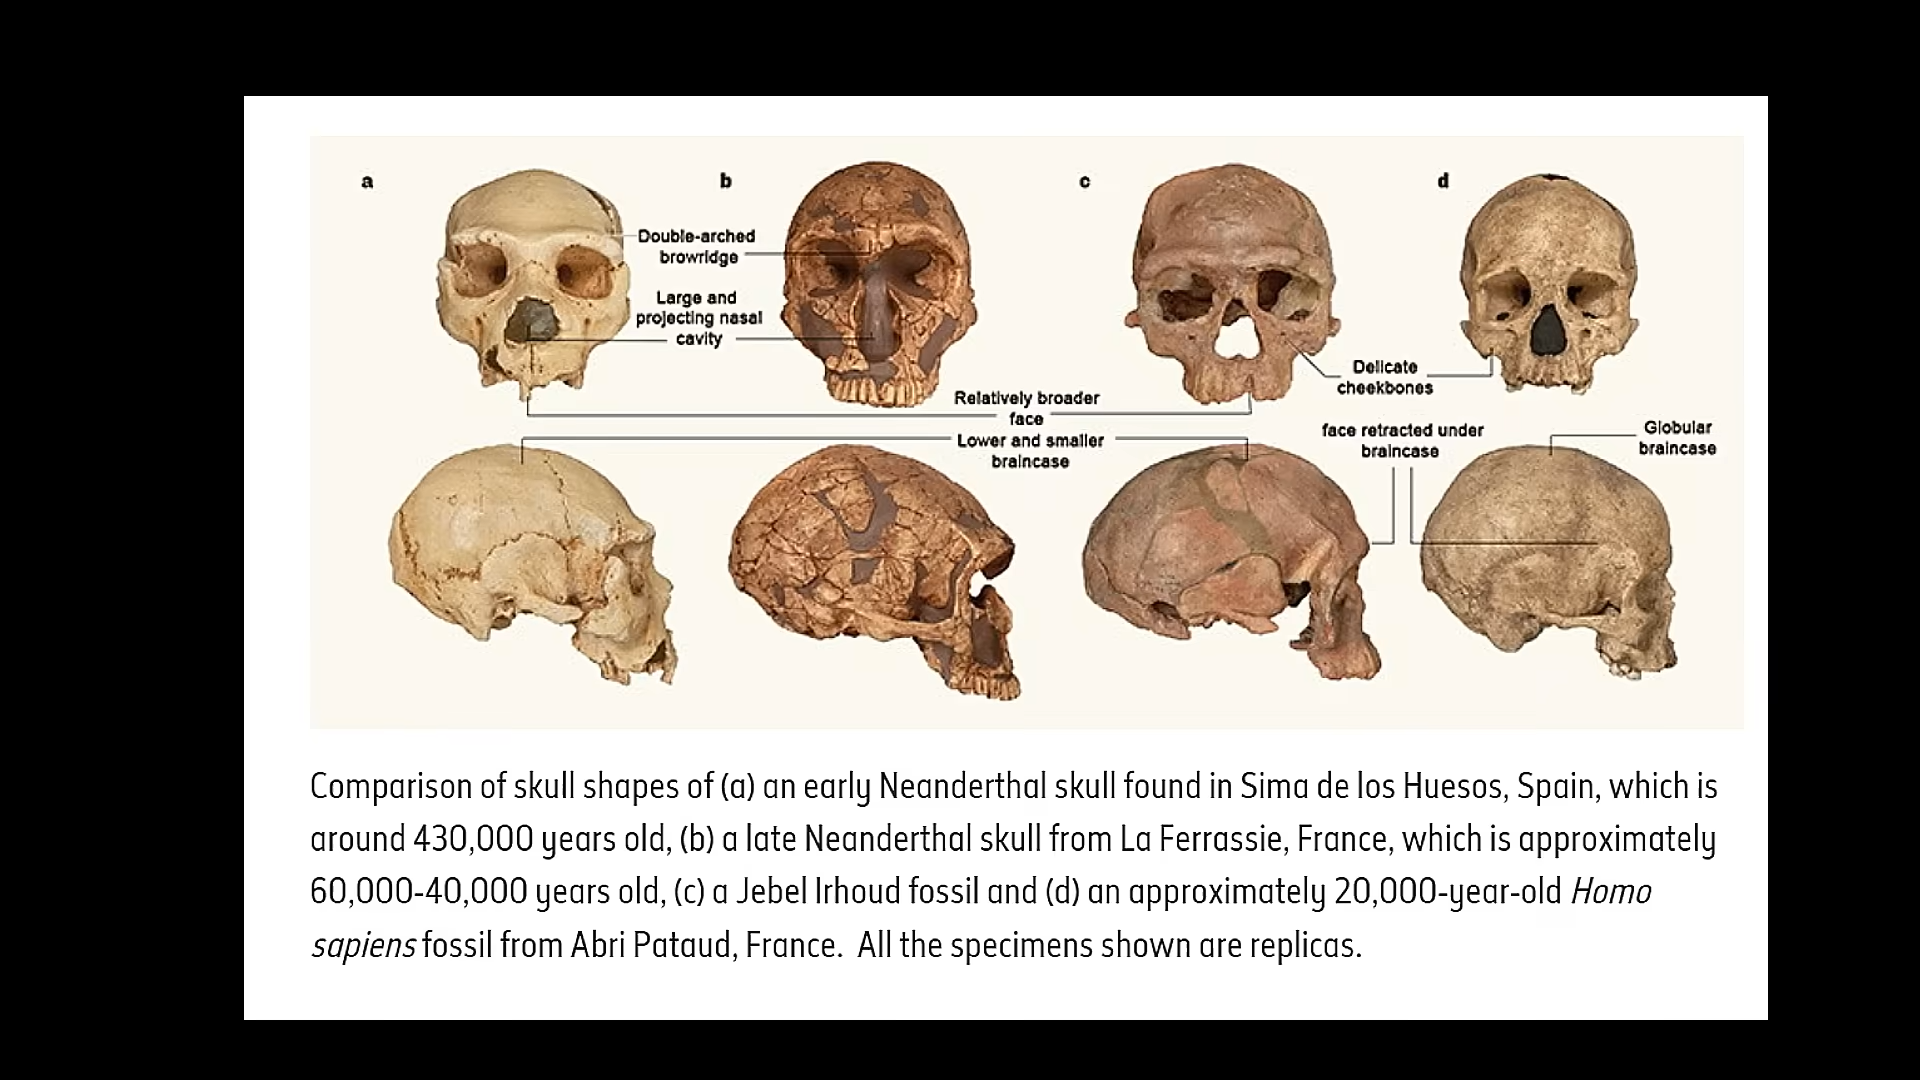 a
b
c
d
Double-arched
browridge
Large and
projecting nasal
cavity
Delicate
cheekbones
Relatively broader
face
Lower and smaller
braincase
face retracted under
braincase
Globular
braincase
Comparison of skull shapes of (a) an early Neanderthal skull found in Sima de los Huesos, Spain, which is
around 430,000 years old, (b) a late Neanderthal skull from La Ferrassie, France, which is approximately
60,000-40,000 years old, (c) a Jebel Irhoud fossil and (d) an approximately 20,000-year-old Homo
sapiens fossil from Abri Pataud, France.  All the specimens shown are replicas.